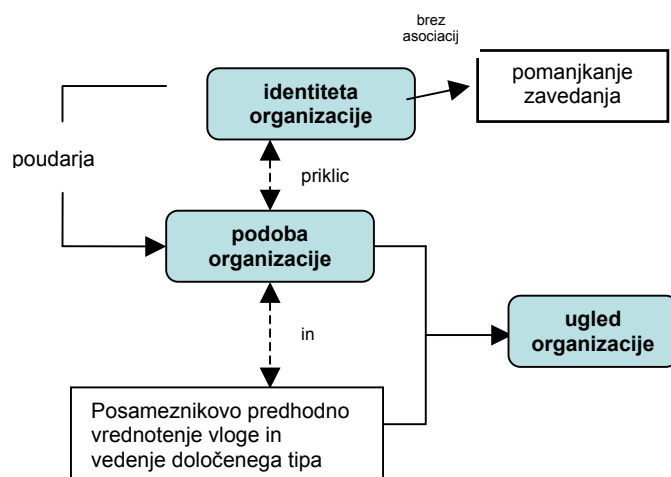 brez
asociacij
identiteta
organizacije
pomanjkanje
zavedanja
poudarja
priklic
podoba
organizacije
in
ugled
organizacije
Posameznikovo predhodno
vrednotenje vloge in
vedenje določenega tipa